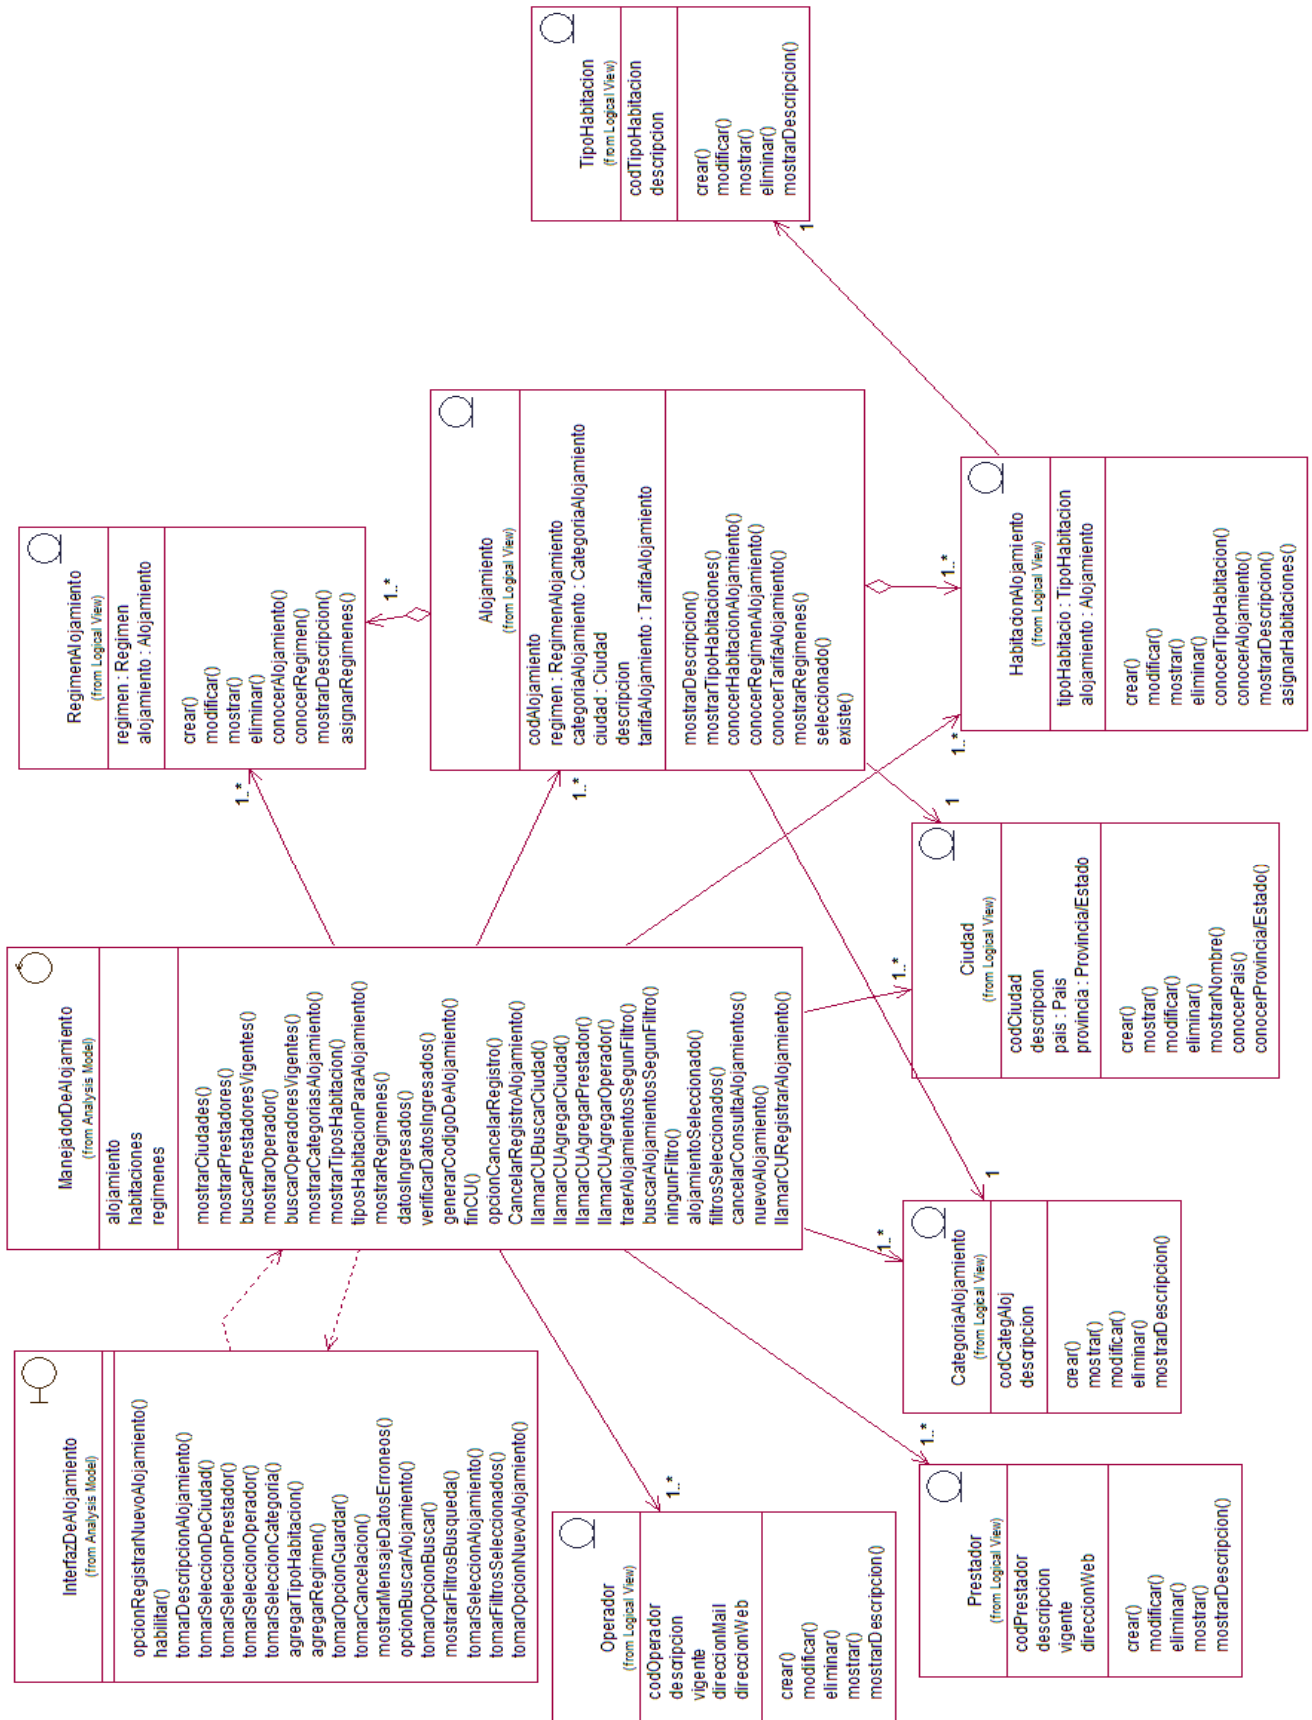 InterfazDeAlojamiento
(from Analysis Model)
opcionRegistrarNuevoAlojamiento()
habilitar()
tomarDescripcionAlojamiento()
tomarSeleccionDeCiudad()
tomarSeleccionPrestador()
tomarSeleccionOperador()
tomarSeleccionCategoria()
agregarTipoHabitacion()
agregarRegimen()
tomarOpcionGuardar()
tomarCancelacion()
mostrarMensajeDatosErroneos()
opcionBuscarAlojamiento()
tomarOpcionBuscar()
mostrarFiltrosBusqueda()
tomarSeleccionAlojamiento()
tomarFiltrosSeleccionados()
tomarOpcionNuevoAlojamiento()
ManejadorDeAlojamiento
(from Analysis Model)
alojamiento
habitaciones
regimenes
mostrarCiudades()
mostrarPrestadores()
buscarPrestadoresVigentes()
mostrarOperador()
buscarOperadoresVigentes()
mostrarCategoriasAlojamiento()
mostrarTiposHabitacion()
tiposHabitacionParaAlojamiento()
mostrarRegimenes()
datosIngresados()
verificarDatosIngresados()
generarCodigoDeAlojamiento()
finCU()
opcionCancelarRegistro()
CancelarRegistroAlojamiento()
llamarCUBuscarCiudad()
llamarCUAgregarCiudad()
llamarCUAgregarPrestador()
llamarCUAgregarOperador()
traerAlojamientosSegunFiltro()
buscarAlojamientosSegunFiltro()
ningunFiltro()
alojamientoSeleccionado()
filtrosSeleccionados()
cancelarConsultaAlojamientos()
nuevoAlojamiento()
llamarCURegistrarAlojamiento()
RegimenAlojamiento
(from Logical View)
regimen : Regimen
alojamiento : Alojamiento
crear()
modificar()
mostrar()
eliminar()
conocerAlojamiento()
conocerRegimen()
mostrarDescripcion()
asignarRegimenes()
1..*
1..*
Alojamiento
(from Logical View)
codAlojamiento
regimen : RegimenAlojamiento
categoriaAlojamiento : CategoriaAlojamiento
ciudad : Ciudad
descripcion
tarifaAlojamiento : TarifaAlojamiento
mostrarDescripcion()
mostrarTipoHabitaciones()
conocerHabitacionAlojamiento()
conocerRegimenAlojamiento()
conocerTarifaAlojamiento()
mostrarRegimenes()
seleccionado()
existe()
1..*
TipoHabitacion
(from Logical View)
codTipoHabitacion
descripcion
crear()
modificar()
mostrar()
eliminar()
mostrarDescripcion()
1
HabitacionAlojamiento
(from Logical View)
tipoHabitacio : TipoHabitacion
alojamiento : Alojamiento
crear()
modificar()
mostrar()
eliminar()
conocerTipoHabitacion()
conocerAlojamiento()
mostrarDescripcion()
asignarHabitaciones()
1..*
1..*
Ciudad
(from Logical View)
codCiudad
descripcion
pais : Pais
provincia : Provincia/Estado
crear()
mostrar()
modificar()
eliminar()
mostrarNombre()
conocerPais()
conocerProvincia/Estado()
1
1..*
CategoriaAlojamiento
(from Logical View)
codCategAloj
descripcion
crear()
mostrar()
modificar()
eliminar()
mostrarDescripcion()
1
1..*
Prestador
(from Logical View)
codPrestador
descripcion
vigente
direccionWeb
crear()
modificar()
eliminar()
mostrar()
mostrarDescripcion()
1..*
Operador
(from Logical View)
codOperador
descripcion
vigente
direccionMail
direccionWeb
crear()
modificar()
eliminar()
mostrar()
mostrarDescripcion()
1..*